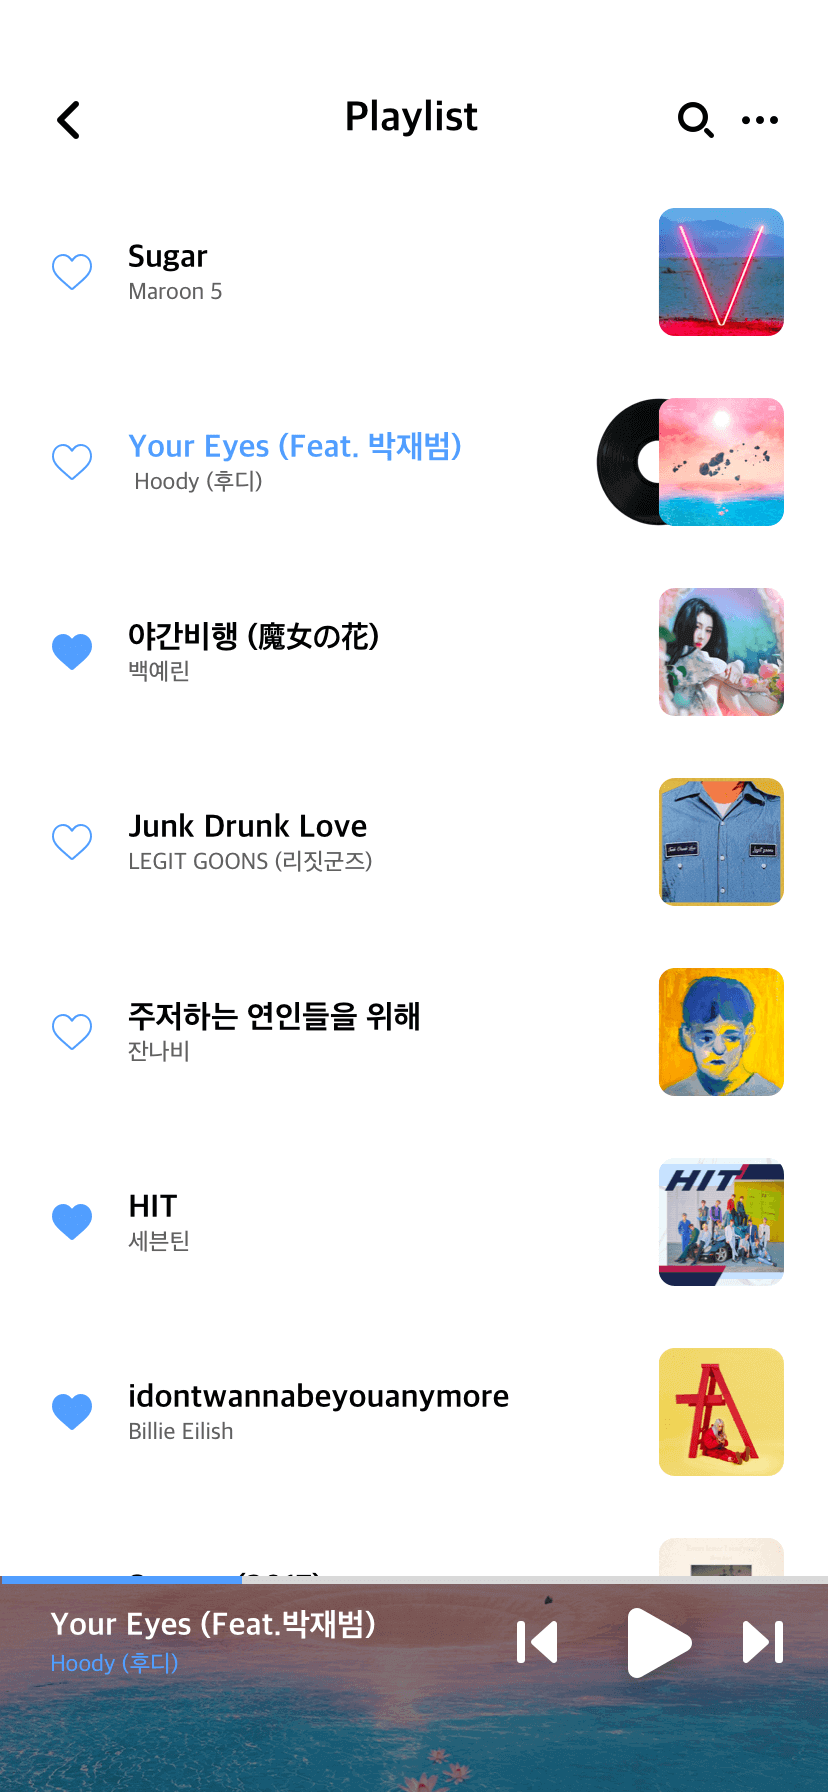 Playlist
Sugar
Maroon 5
Your Eyes (Feat. 박재범)
Hoody (후디)
야간비행 (魔女の花)
백예린
Junk Drunk Love
LEGIT GOONS (리짓군즈)
주저하는 연인들을 위해
잔나비
HIT
세븐틴
HIT
idontwannabeyouanymore
Billie Eilish
Your Eyes (Feat.박재범)
Hoody (후디)